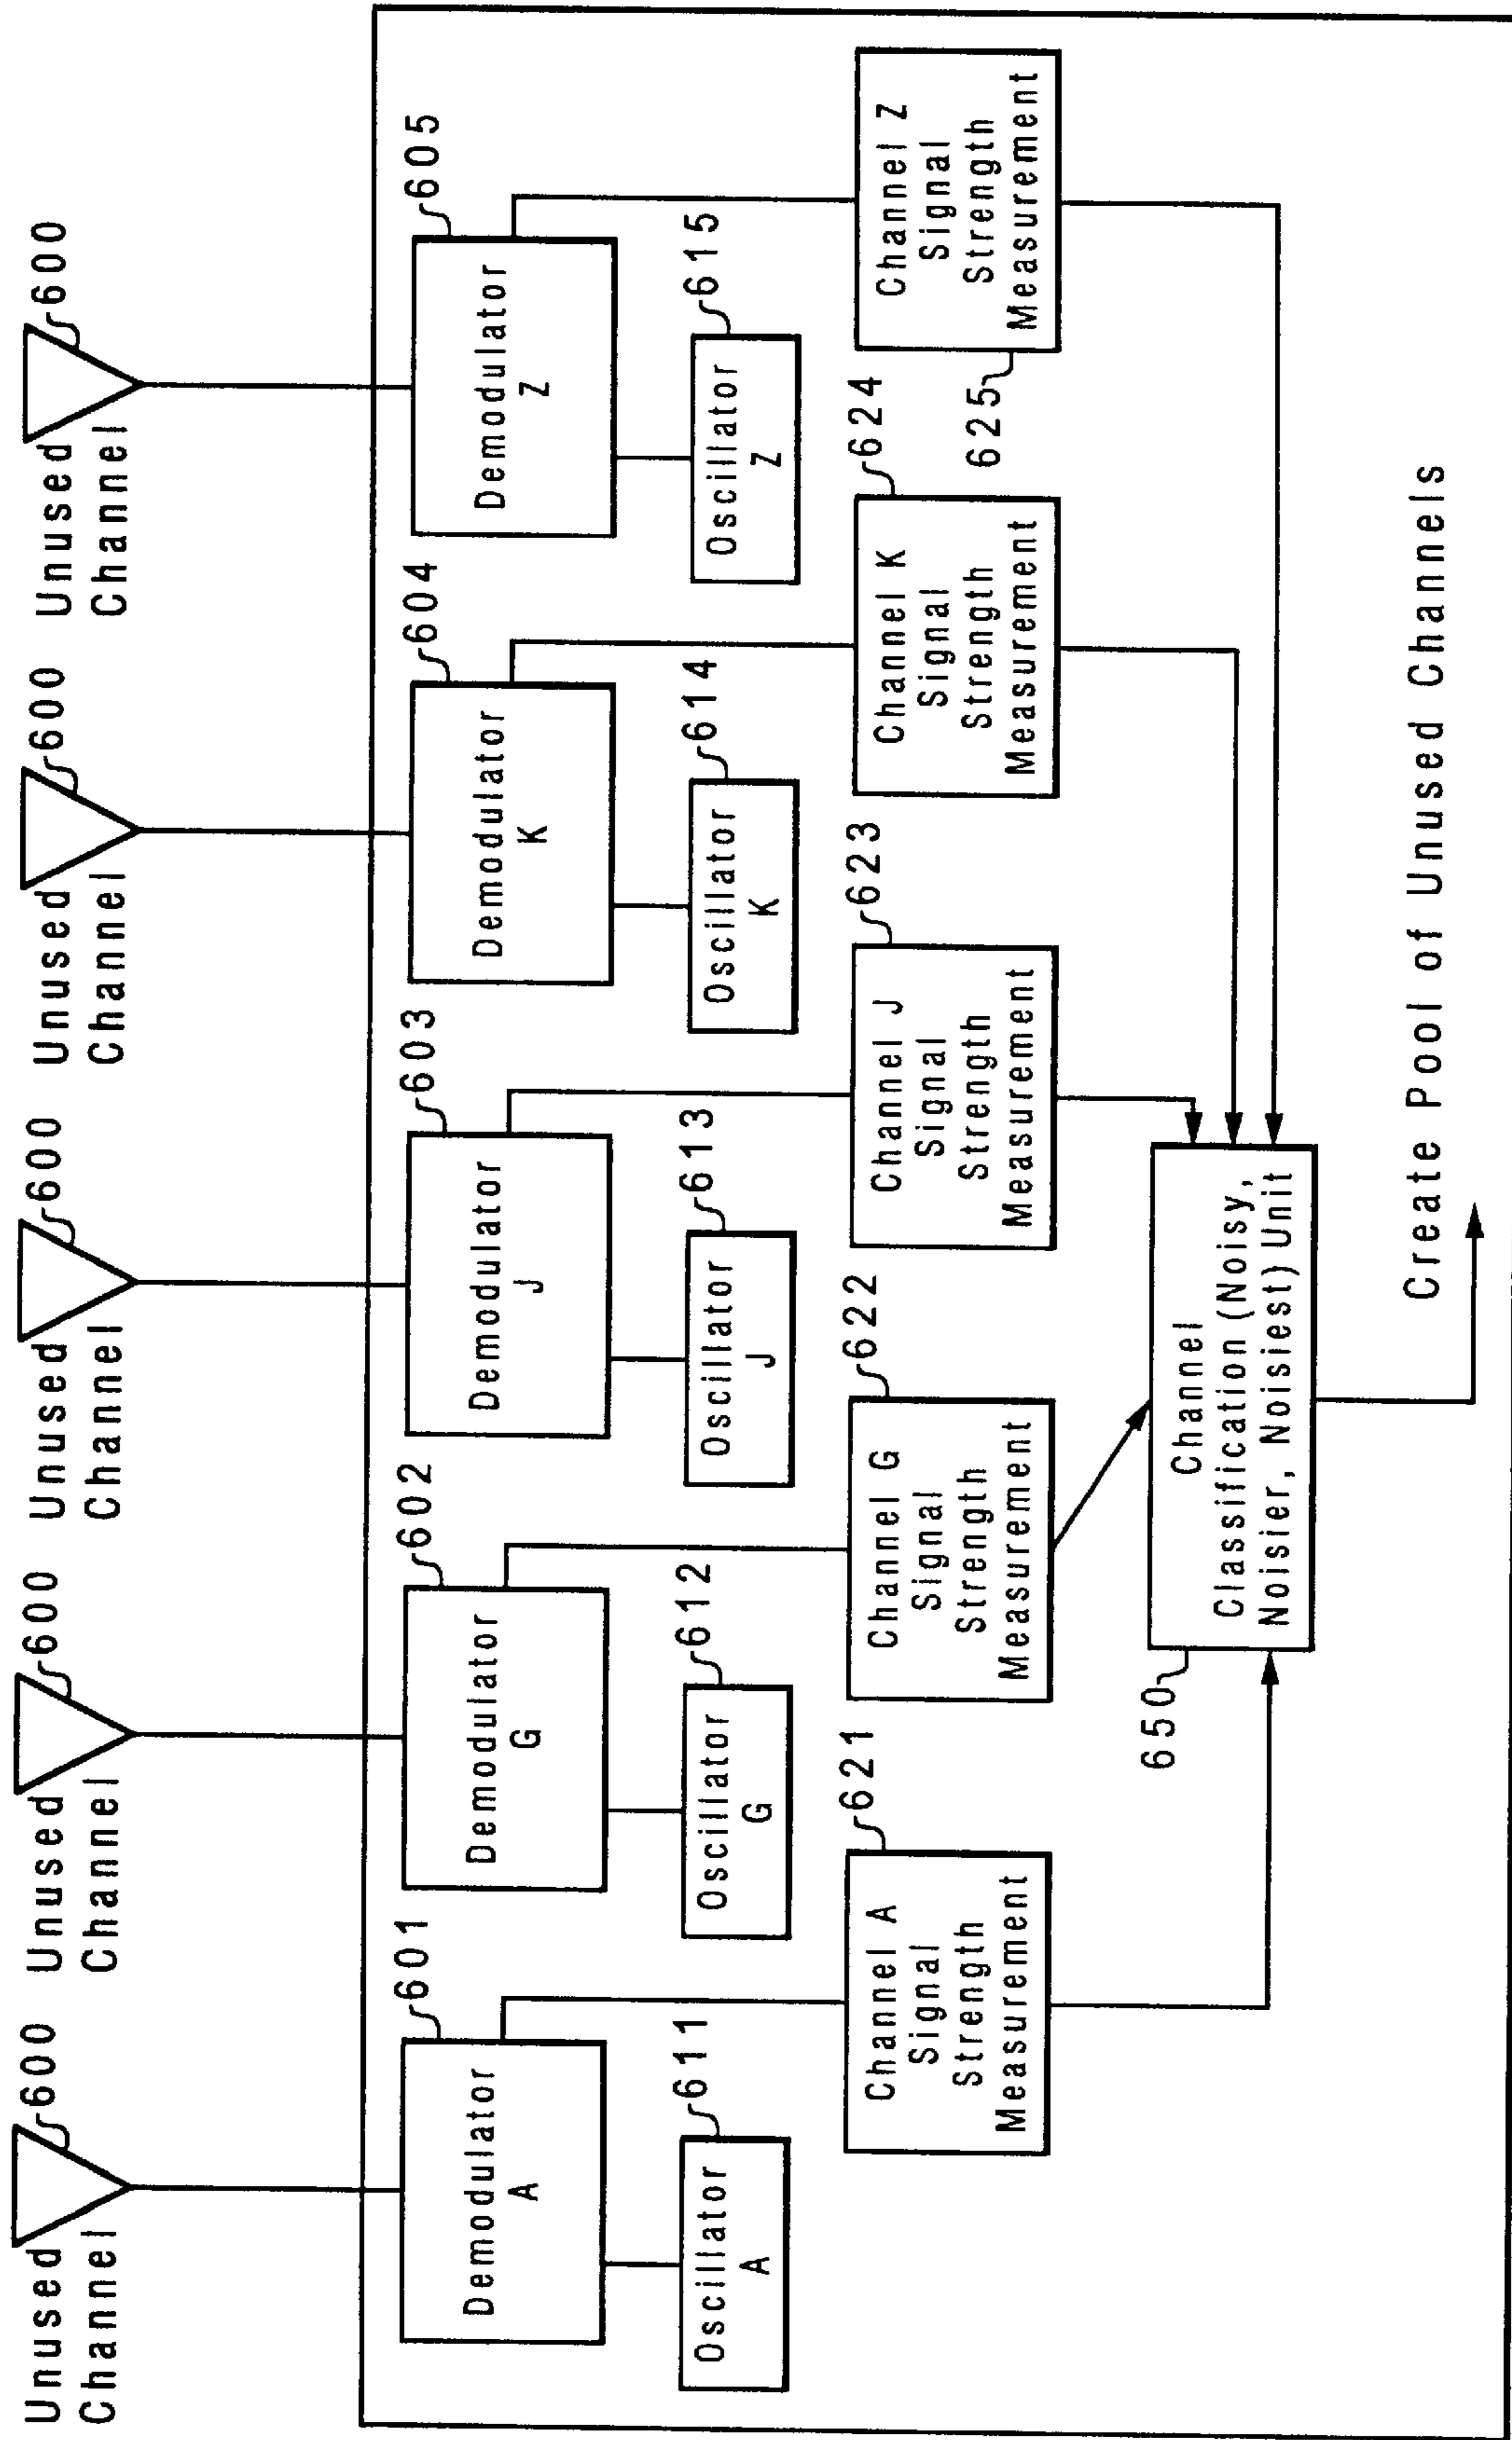 Unused
Channel
600
Unused
Channel
600
Unused
Channel
600
Unused
Channel
600
Unused
Channel
600
Demodulator
A
601
Demodulator
G
602
Demodulator
J
603
Demodulator
K
604
Demodulator
Z
605
Oscillator
A
611
Oscillator
G
612
Oscillator
J
613
Oscillator
K
614
Oscillator
Z
615
Channel A
Signal
Strength
Measurement
621
Channel G
Signal
Strength
Measurement
622
Channel J
Signal
Strength
Measurement
623
Channel K
Signal
Strength
Measurement
624
Channel Z
Signal
Strength
Measurement
625
650
Channel
Classification (Noisy,
Noisier, Noisiest) Unit
Create Pool of Unused Channels